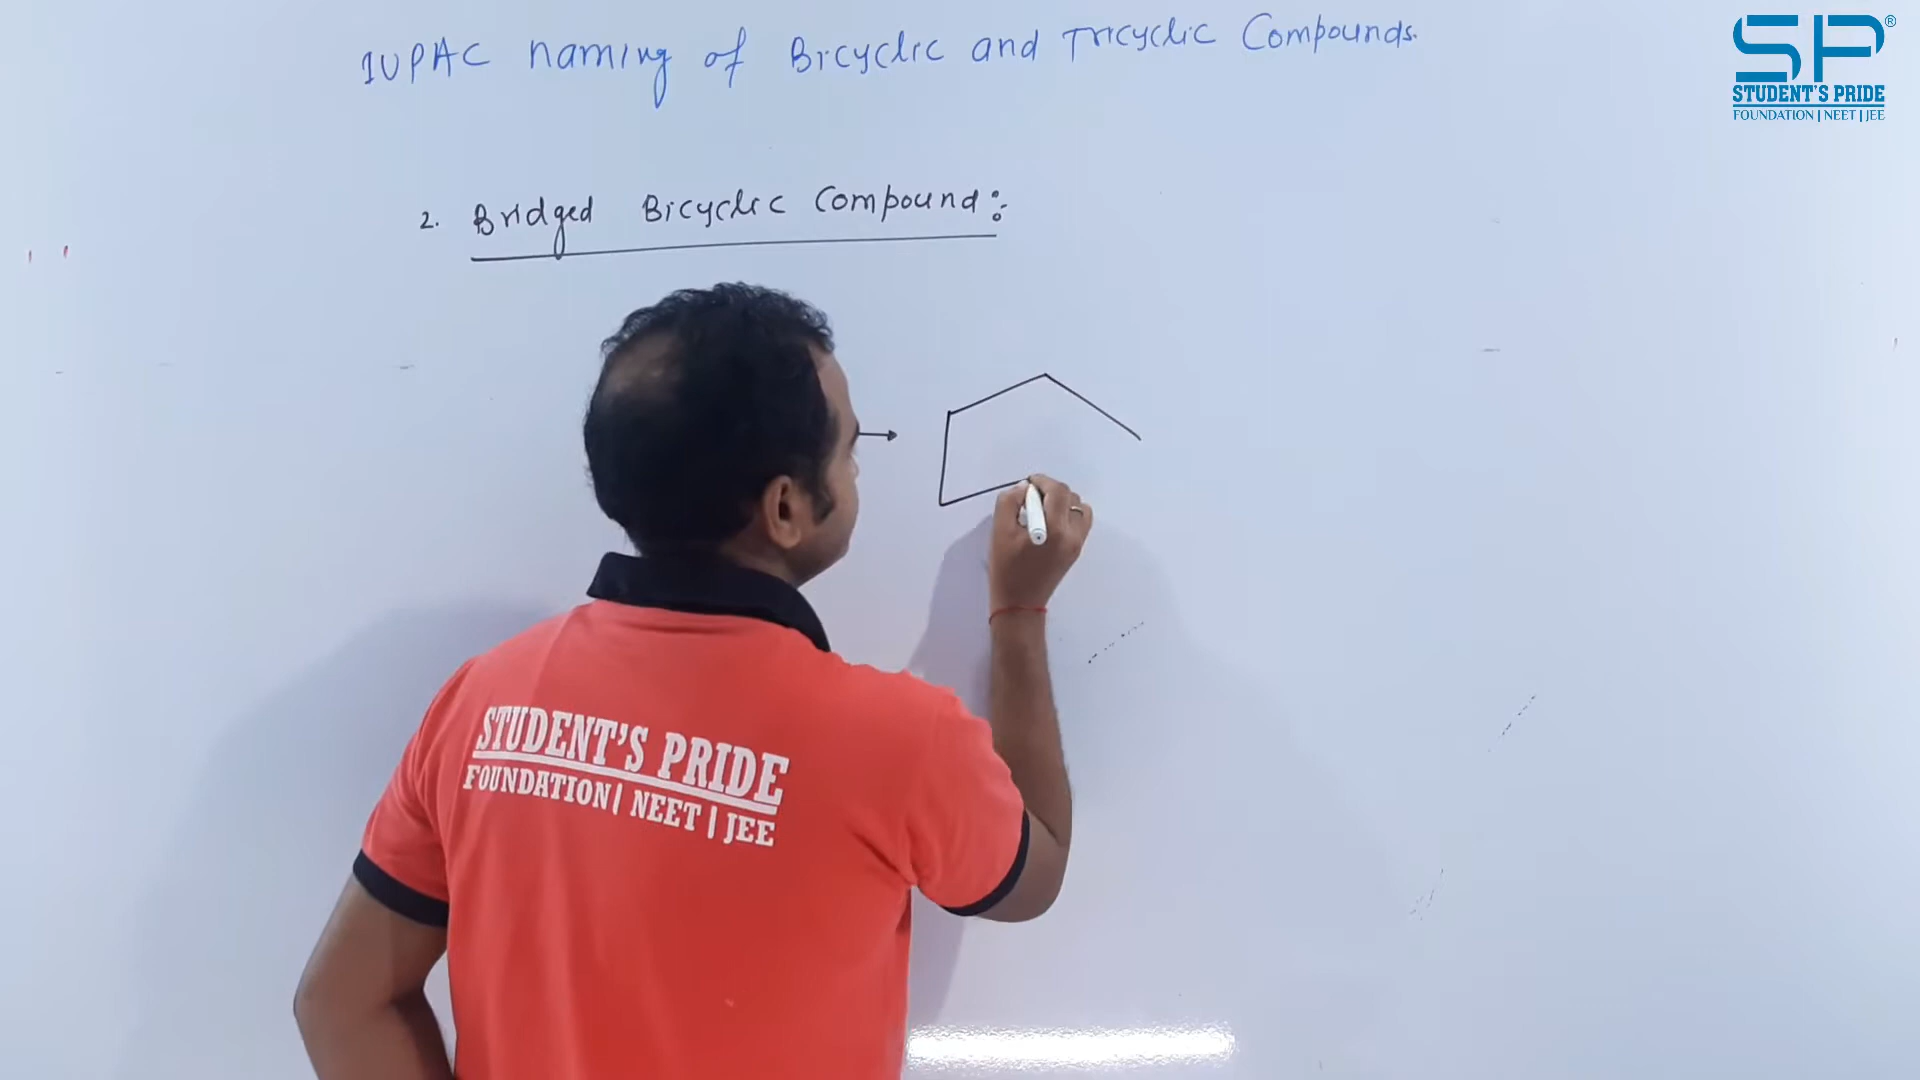 IUPAC naming of Bicyclic and Tricyclic Compounds.
SP®
STUDENT'S PRIDE
FOUNDATION | NEET | JEE
2. Bridged Bicyclic Compound:-
STUDENT'S PRIDE
FOUNDATION | NEET | JEE